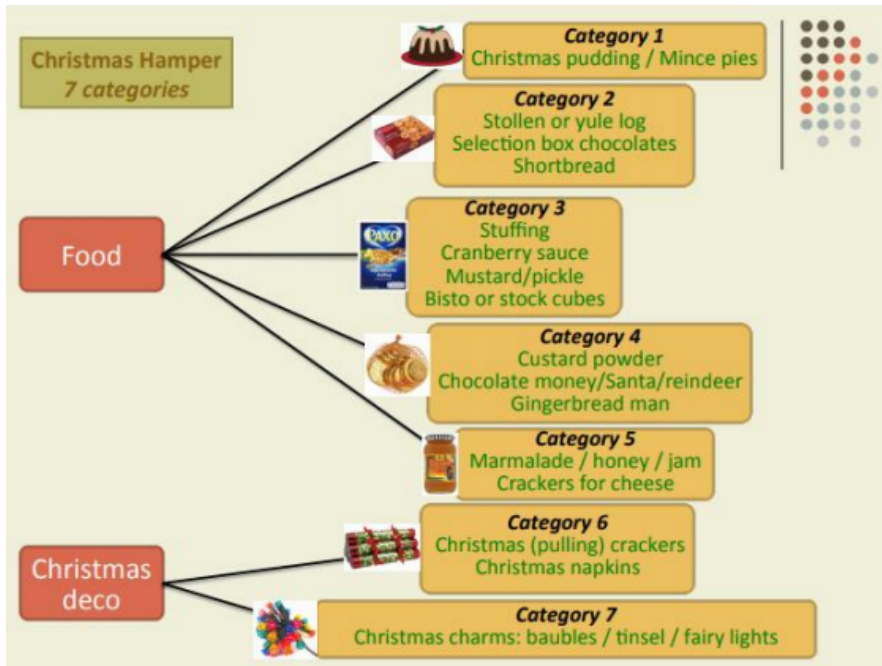 Christmas Hamper
7 categories
Category 1
Christmas pudding / Mince pies
Category 2
Stollen or yule log
Selection box chocolates
Shortbread
Food
PAXO
Category 3
Stuffing
Cranberry sauce
Mustard/pickle
Bisto or stock cubes
Category 4
Custard powder
Chocolate money/Santa/reindeer
Gingerbread man
Category 5
Marmalade / honey / jam
Crackers for cheese
Christmas
deco
Category 6
Christmas (pulling) crackers
Christmas napkins
Category 7
Christmas charms: baubles / tinsel / fairy lights